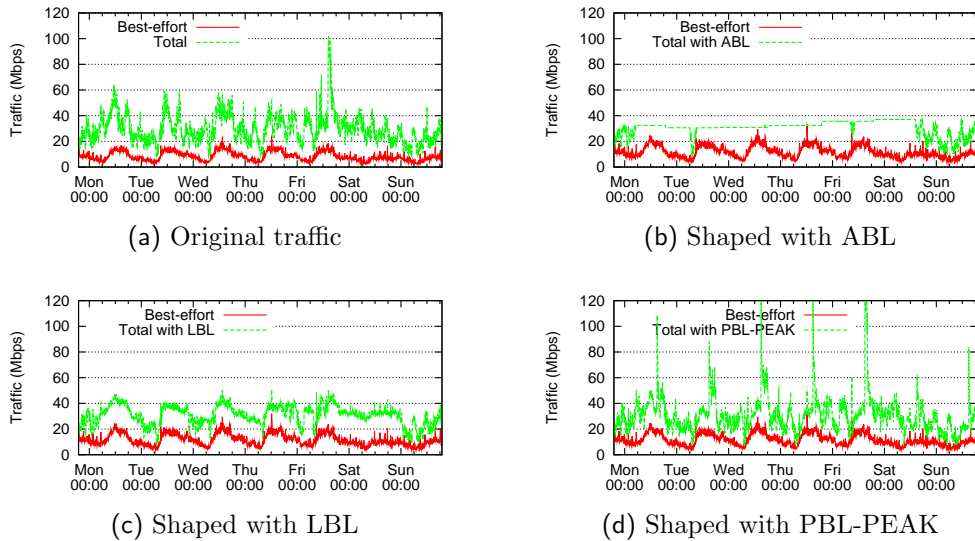 120
100
80
60
40
20
0
Traffic (Mbps)
Best-effort
Total
Mon Tue Wed Thu Fri Sat Sun
00:00 00:00 00:00 00:00 00:00 00:00 00:00
(a) Original traffic
120
100
80
60
40
20
0
Traffic (Mbps)
Best-effort
Total with ABL
Mon Tue Wed Thu Fri Sat Sun
00:00 00:00 00:00 00:00 00:00 00:00 00:00
(b) Shaped with ABL
120
100
80
60
40
20
0
Traffic (Mbps)
Best-effort
Total with LBL
Mon Tue Wed Thu Fri Sat Sun
00:00 00:00 00:00 00:00 00:00 00:00 00:00
(c) Shaped with LBL
120
100
80
60
40
20
0
Traffic (Mbps)
Best-effort
Total with PBL-PEAK
Mon Tue Wed Thu Fri Sat Sun
00:00 00:00 00:00 00:00 00:00 00:00 00:00
(d) Shaped with PBL-PEAK